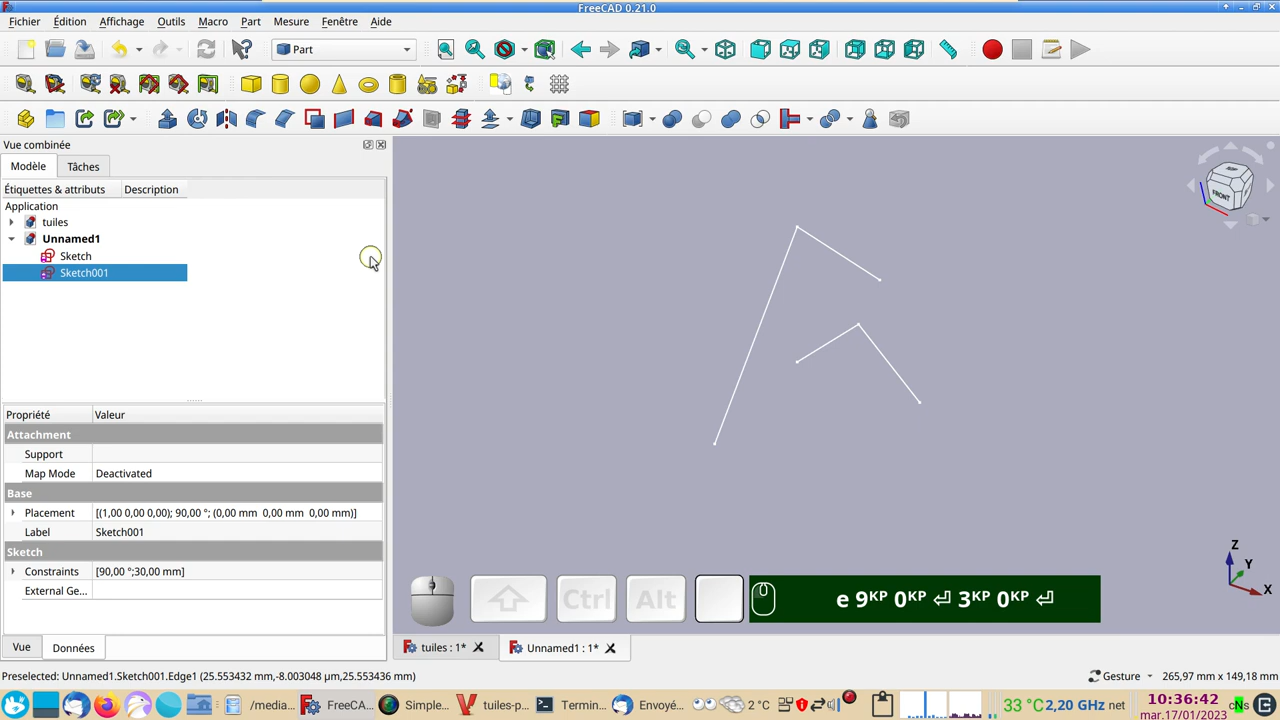 FreeCAD 0.21.0
Fichier Édition Affichage Outils Macro Part Mesure Fenêtre Aide
Part
Vue combinée
Modèle Tâches
Étiquettes & attributs Description
Application
tuiles
Unnamed1
Sketch
Sketch001
FRONT
Propriété Valeur
Attachment
Support
Map Mode Deactivated
Base
Placement [(1,00 0,00 0,00); 90,00 °; (0,00 mm 0,00 mm 0,00 mm)]
Label Sketch001
Sketch
Constraints [90,00 °;30,00 mm]
External Ge...
Z
Y
X
Ctrl Alt e 9KP 0KP ⏎ 3KP 0KP ⏎
Vue Données tuiles : 1* Unnamed1 : 1*
Preselected: Unnamed1.Sketch001.Edge1 (25.553432 mm,-8.003048 µm,25.553436 mm) Gesture 265,97 mm x 149,18 mm
/media... FreeCA... Simple... tuiles-p... Termin... Envoyé... 2 °C 33 °C 2,20 GHz net 10:36:42 cNs
mar.17/01/2023